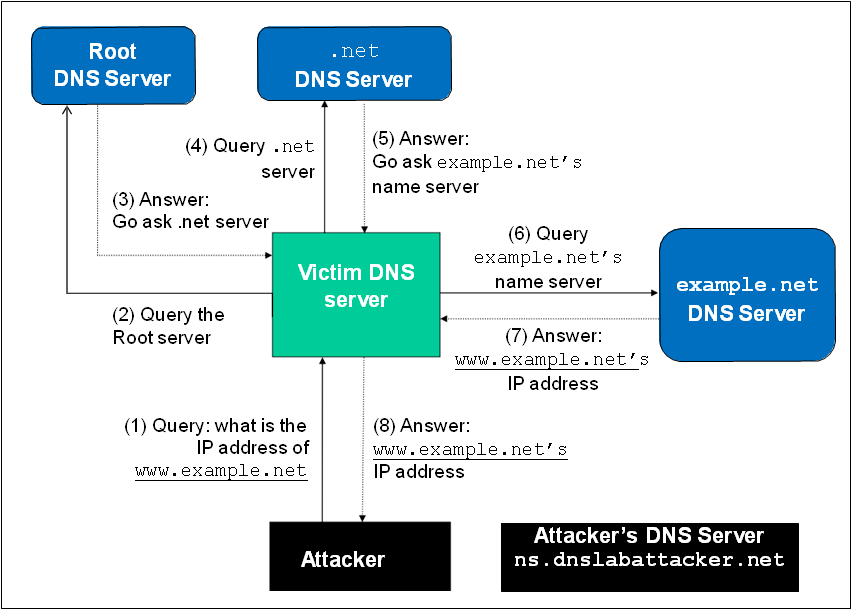 Root
DNS Server
.net
DNS Server
(4) Query .net
server
(5) Answer:
Go ask example.net's
name server
(3) Answer:
Go ask .net server
Victim DNS
server
(6) Query
example.net's
name server
example.net
DNS Server
(2) Query the
Root server
(7) Answer:
www.example.net's
IP address
(1) Query: what is the
IP address of
www.example.net
(8) Answer:
www.example.net's
IP address
Attacker
Attacker's DNS Server
ns.dnslabattacker.net